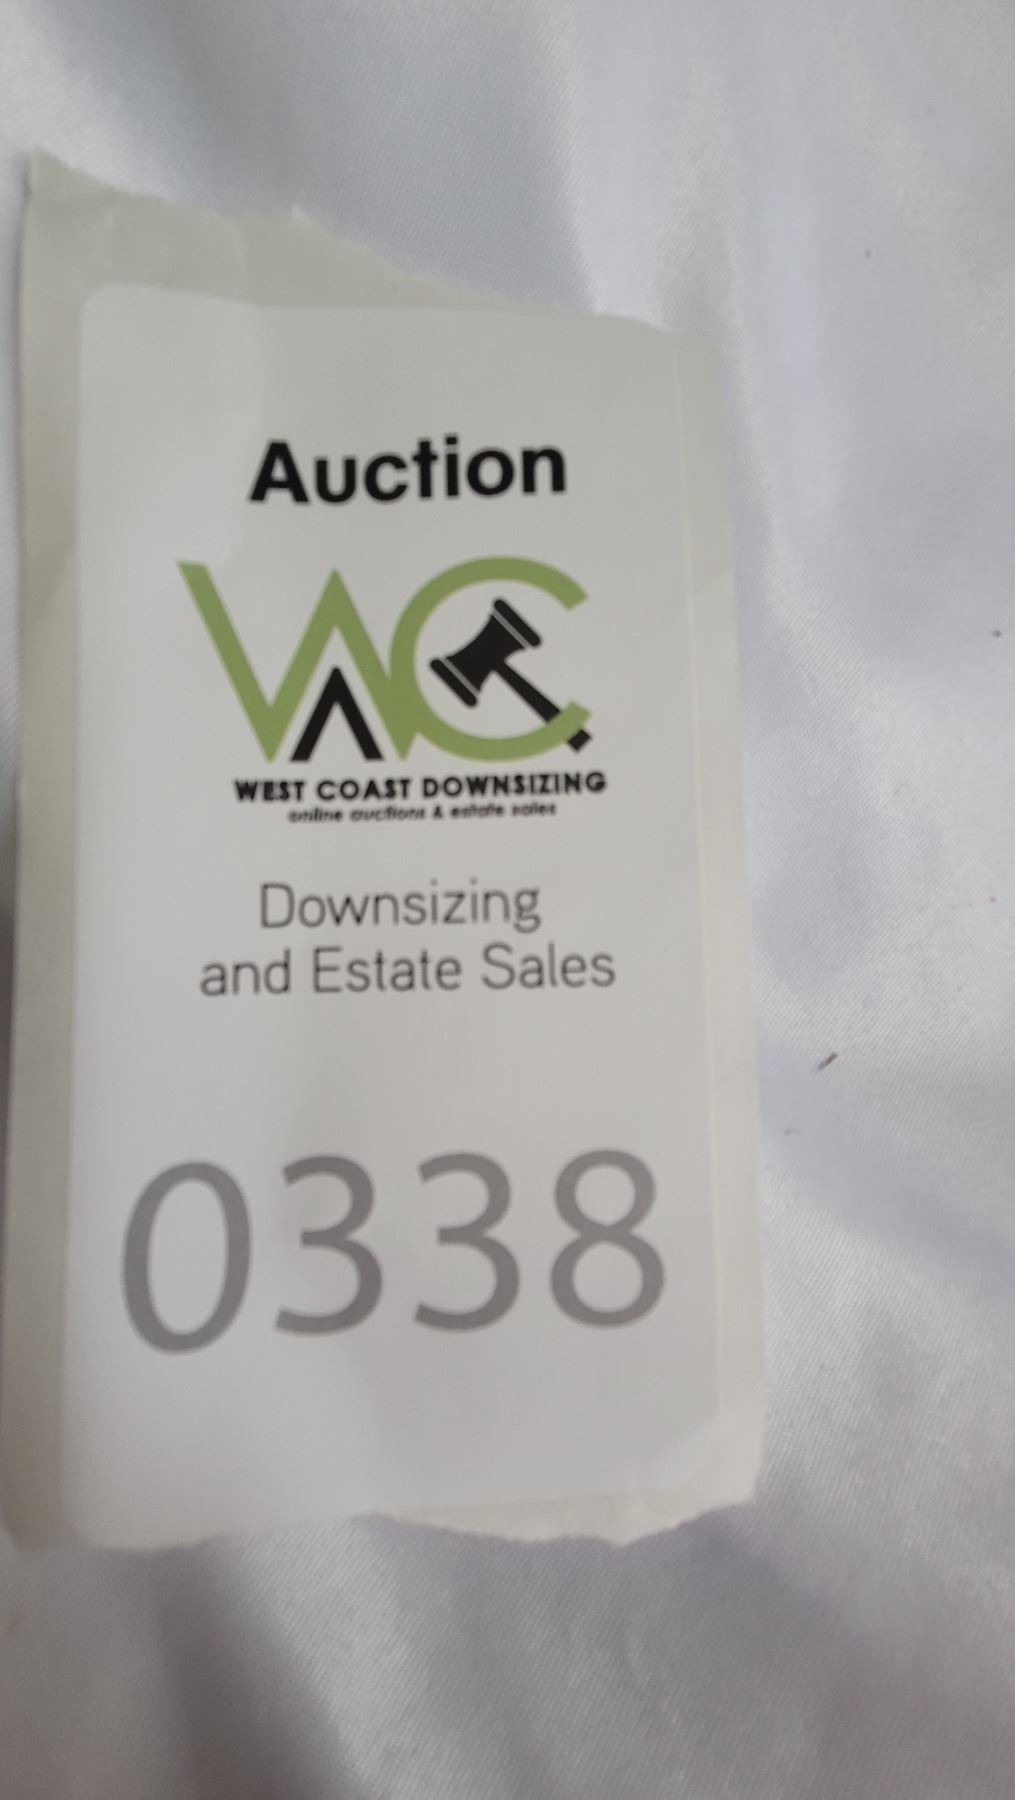 Auction
WC
WEST COAST DOWNSIZING
online auctions & estate sales
Downsizing
and Estate Sales
0338